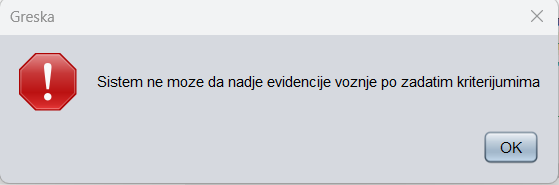 Greska
Sistem ne moze da nadje evidencije voznje po zadatim kriterijumima
OK